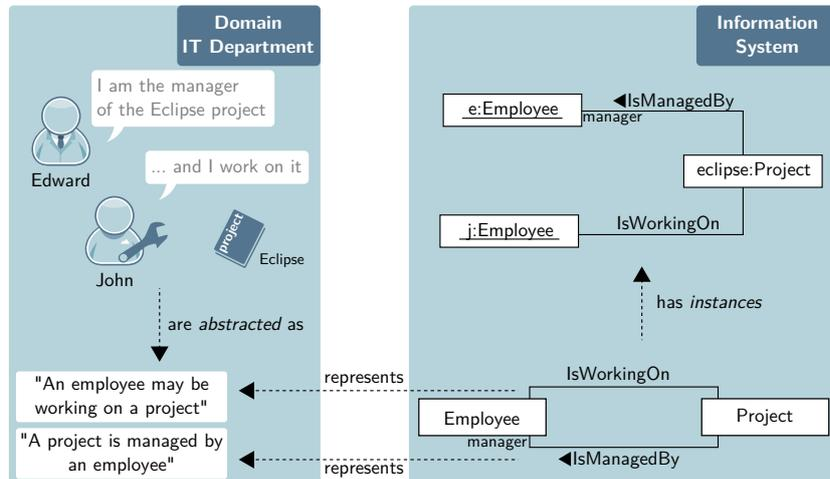 Domain
IT Department
I am the manager
of the Eclipse project
Edward
... and I work on it
John
project
Eclipse
are abstracted as
"An employee may be
working on a project"
"A project is managed by
an employee"
represents
represents
Information
System
e:Employee
◀IsManagedBy
manager
eclipse:Project
j:Employee
IsWorkingOn
has instances
IsWorkingOn
Employee
Project
manager
◀IsManagedBy